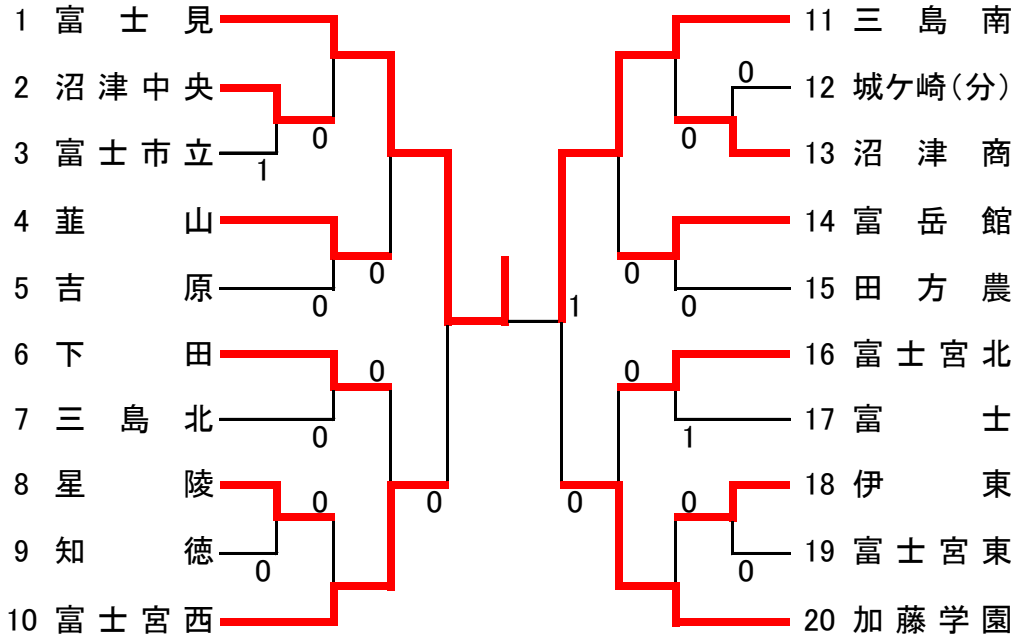 1 富士見
2 沼津中央
3 富士市立
4 韮山
5 吉原
6 下田
7 三島北
8 星陵
9 知徳
10 富士宮西
0
1
0
0
0
0
0
0
0
1
11 三島南
12 城ケ崎(分)
13 沼津商
14 富岳館
15 田方農
16 富士宮北
17 富士
18 伊東
19 富士宮東
20 加藤学園
0
0
0
0
0
1
0
0
0